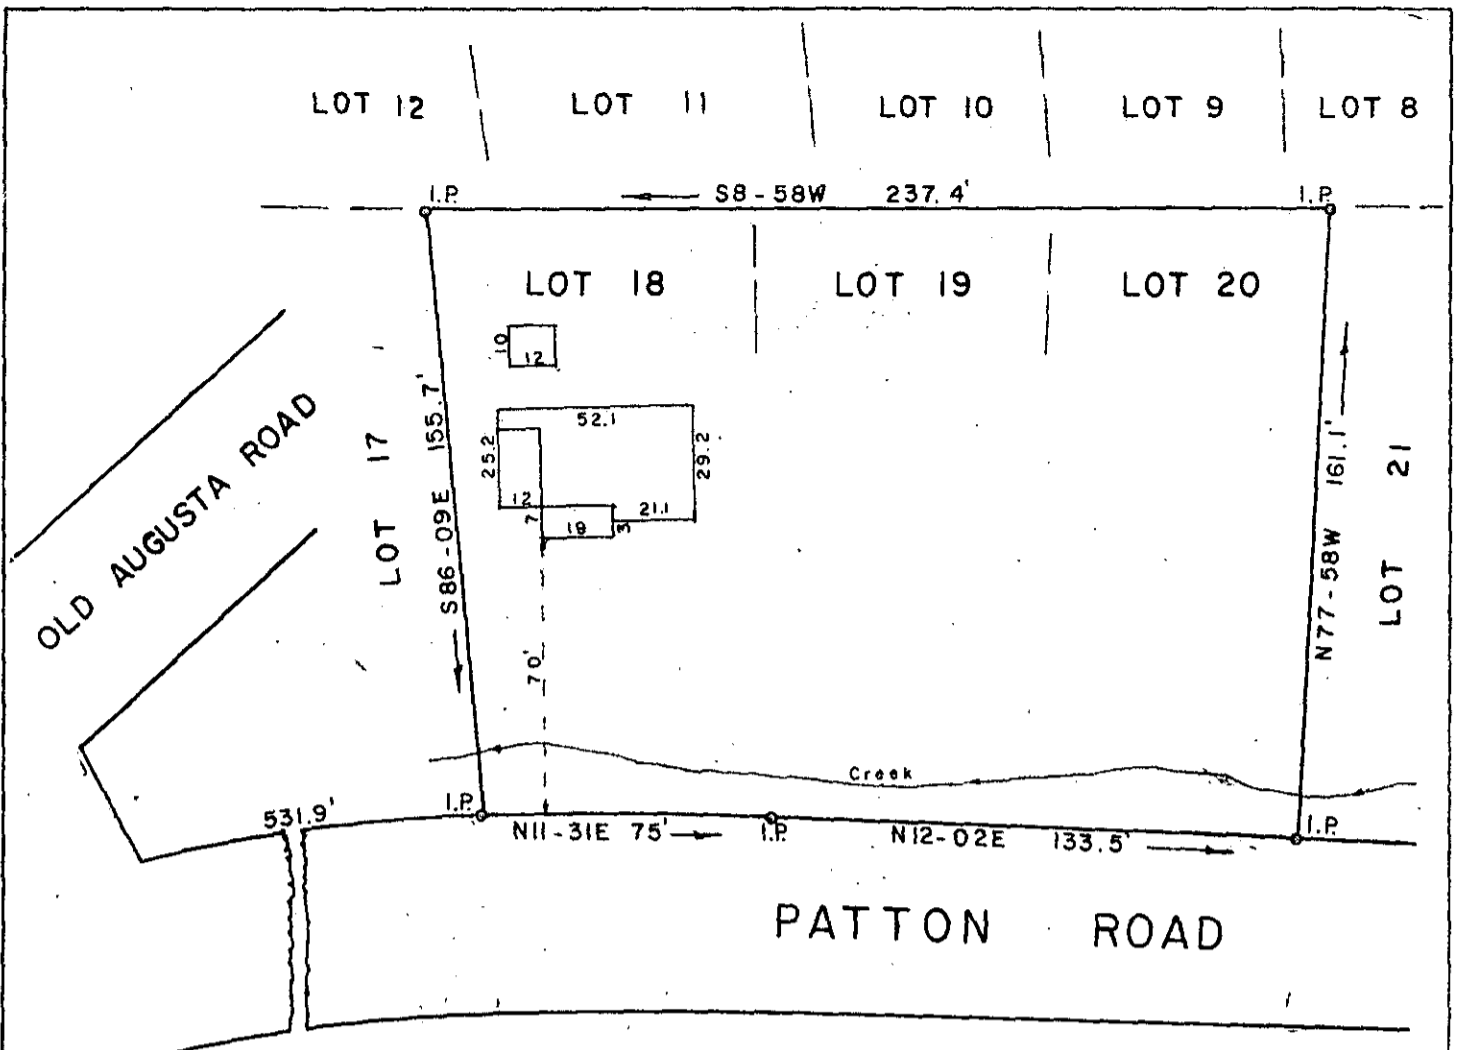 LOT 12
LOT 11
LOT 10
LOT 9
LOT 8
I.P.
S8-58W 237.4'
I.P.
LOT 18
LOT 19
LOT 20
10
12
OLD AUGUSTA ROAD
LOT 17
S86-09E 155.7'
52.1
25.2
29.2
12
7
18
3
21.1
N77-58W 161.1'
LOT 21
70'
Creek
531.9'
I.P.
N11-31E 75'
I.P.
N12-02E 133.5'
I.P.
PATTON ROAD